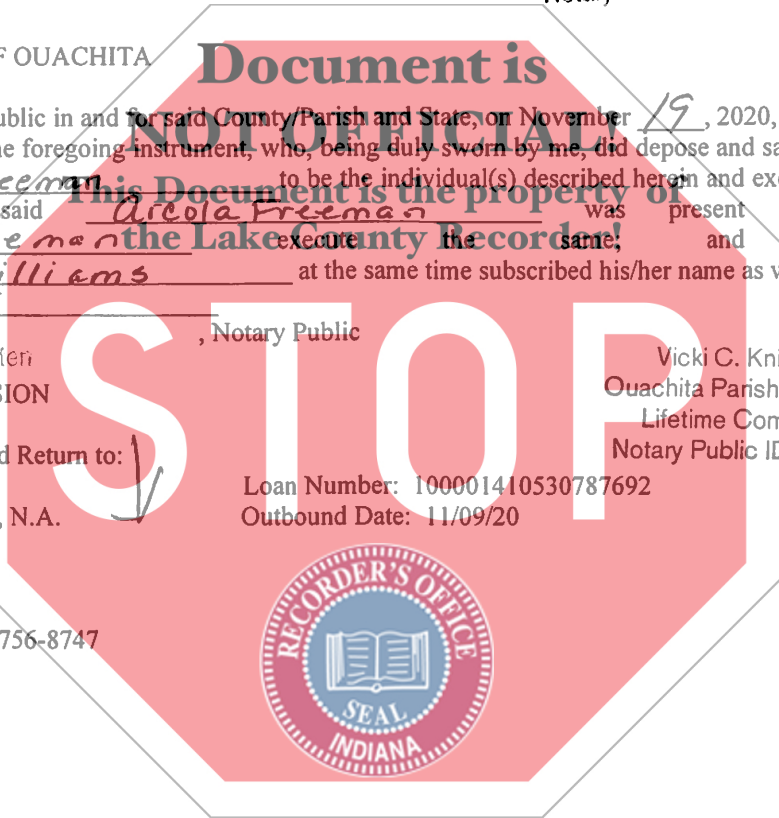 F OUACHITA
Document is
ublic in and for said County/Parish and State, on November 19, 2020,
NOT OFFICIAL!
he foregoing instrument, who, being duly sworn by me, did depose and sa
eeman to be the individual(s) described herein and exe
This Document is the property of
said Arcola Freeman was present
eman execute the same; and
the Lake County Recorder!
illiams at the same time subscribed his/her name as w
, Notary Public
STOP
ien
Vicki C. Kni
SION
Ouachita Parish
Lifetime Com
d Return to:
Notary Public ID
Loan Number: 100001410530787692
, N.A.
Outbound Date: 11/09/20
756-8747
RECORDER'S OFFICE
SEAL
INDIANA